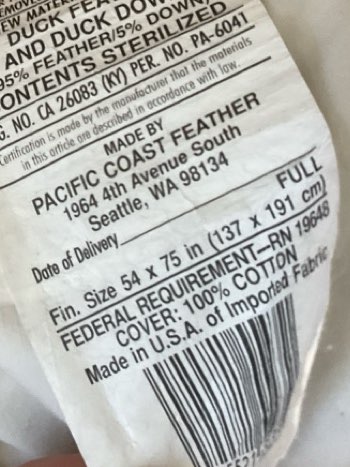 EW MATER
DUCK FEA
AND DUCK DOW
95% FEATHER/5% DOWN
ONTENTS STERILIZED
G. NO. CA 26083 (KY) PER. NO. PA-6041
Certification is made by the manufacturer that the materials
in this article are described in accordance with law.
MADE BY
PACIFIC COAST FEATHER
1964 4th Avenue South
Seattle, WA 98134
Date of Delivery
FULL
Fin. Size 54 x 75 in (137 x 191 cm)
FEDERAL REQUIREMENT—RN 19648
COVER: 100% COTTON
Made in U.S.A. of Imported Fabric